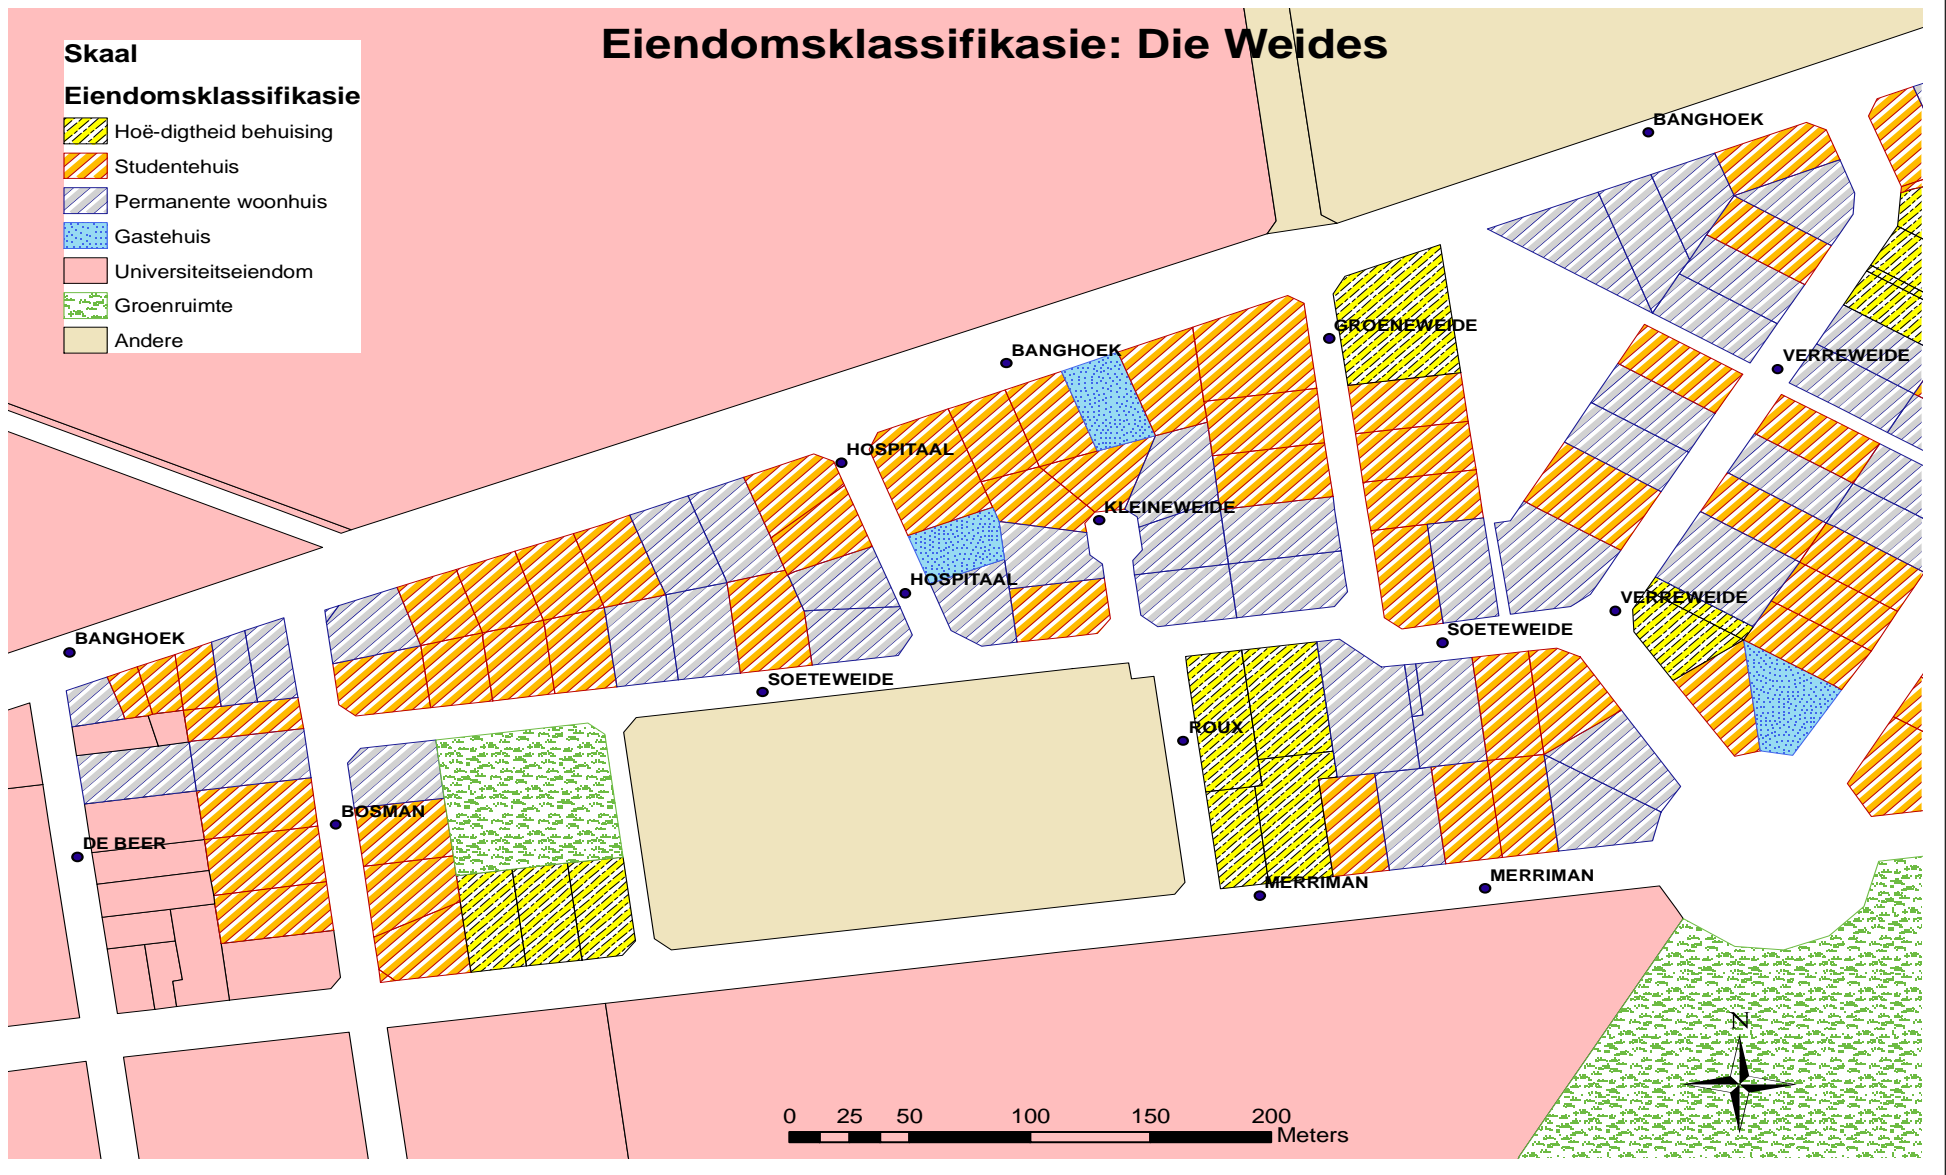 Eiendomsklassifikasie: Die Weides
Skaal
Eiendomsklassifikasie
Hoë-digtheid behuising
Studentehuis
Permanente woonhuis
Gastehuis
Universiteitseiendom
Groenruimte
Andere
BANGHOEK
GROENEWEIDE
BANGHOEK
VERREWEIDE
HOSPITAAL
KLEINEWEIDE
HOSPITAAL
VERREWEIDE
SOETEWEIDE
BANGHOEK
SOETEWEIDE
ROUX
BOSMAN
DE BEER
MERRIMAN
MERRIMAN
N
0 25 50 100 150 200
Meters